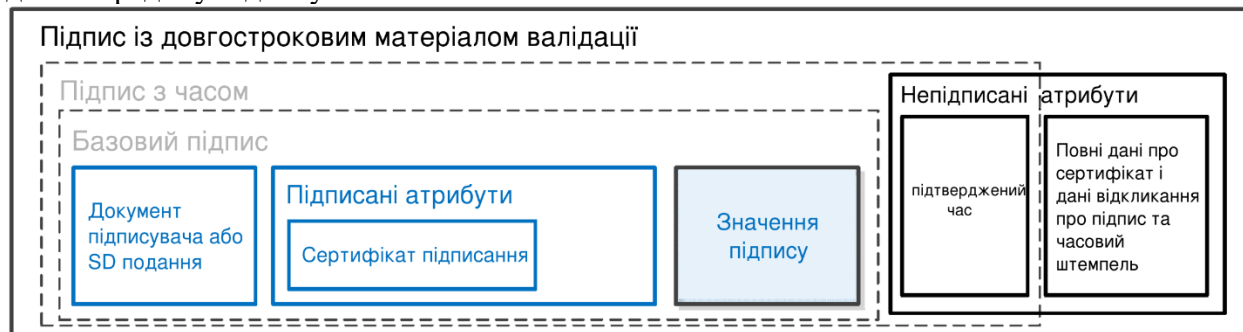 Підпис із довгостроковим матеріалом валідації
Підпис з часом
Базовий підпис
Документ
підписувача або
SD подання
Підписані атрибути
Сертифікат підписання
Значення
підпису
Непідписані атрибути
підтверджений
час
Повні дані про
сертифікат і
дані відкликання
про підпис та
часовий
штемпель